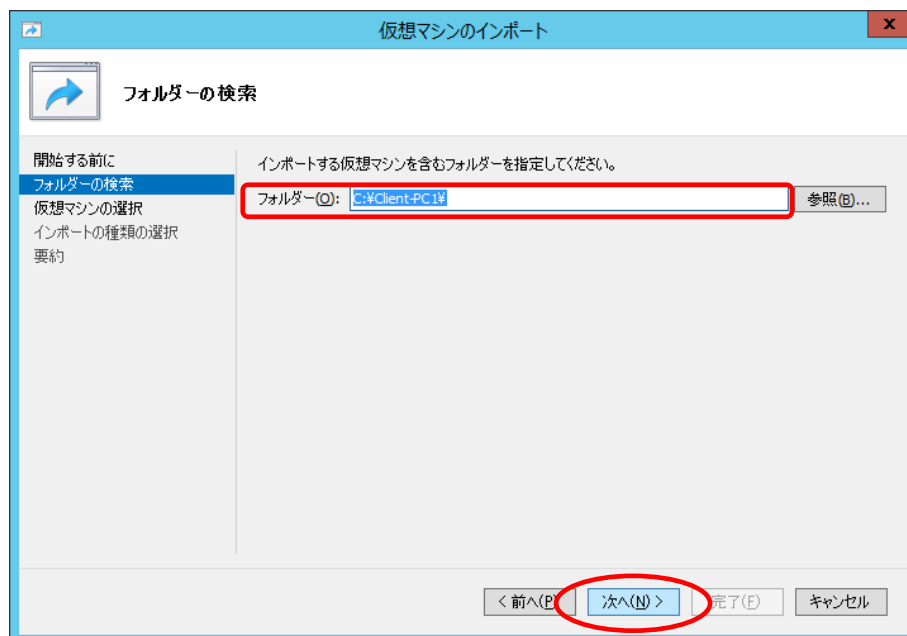 仮想マシンのインポート
x
フォルダーの検索
開始する前に
フォルダーの検索
仮想マシンの選択
インポートの種類の選択
要約
インポートする仮想マシンを含むフォルダーを指定してください。
フォルダー(O): C:¥Client-PC1¥ 参照(B)...
< 前へ(P) 次へ(N) > 完了(F) キャンセル